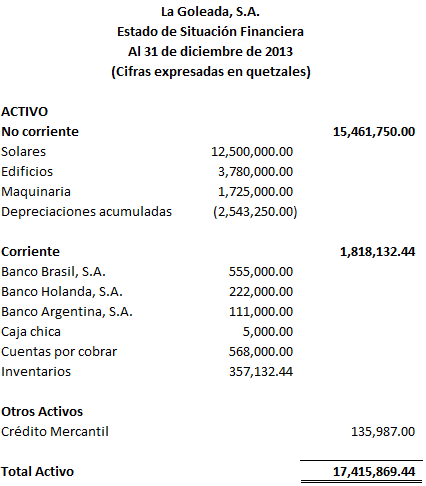 La Goleada, S.A.
Estado de Situación Financiera
Al 31 de diciembre de 2013
(Cifras expresadas en quetzales)
ACTIVO
No corriente 15,461,750.00
Solares 12,500,000.00
Edificios 3,780,000.00
Maquinaria 1,725,000.00
Depreciaciones acumuladas (2,543,250.00)
Corriente 1,818,132.44
Banco Brasil, S.A. 555,000.00
Banco Holanda, S.A. 222,000.00
Banco Argentina, S.A. 111,000.00
Caja chica 5,000.00
Cuentas por cobrar 568,000.00
Inventarios 357,132.44
Otros Activos
Crédito Mercantil 135,987.00
Total Activo 17,415,869.44